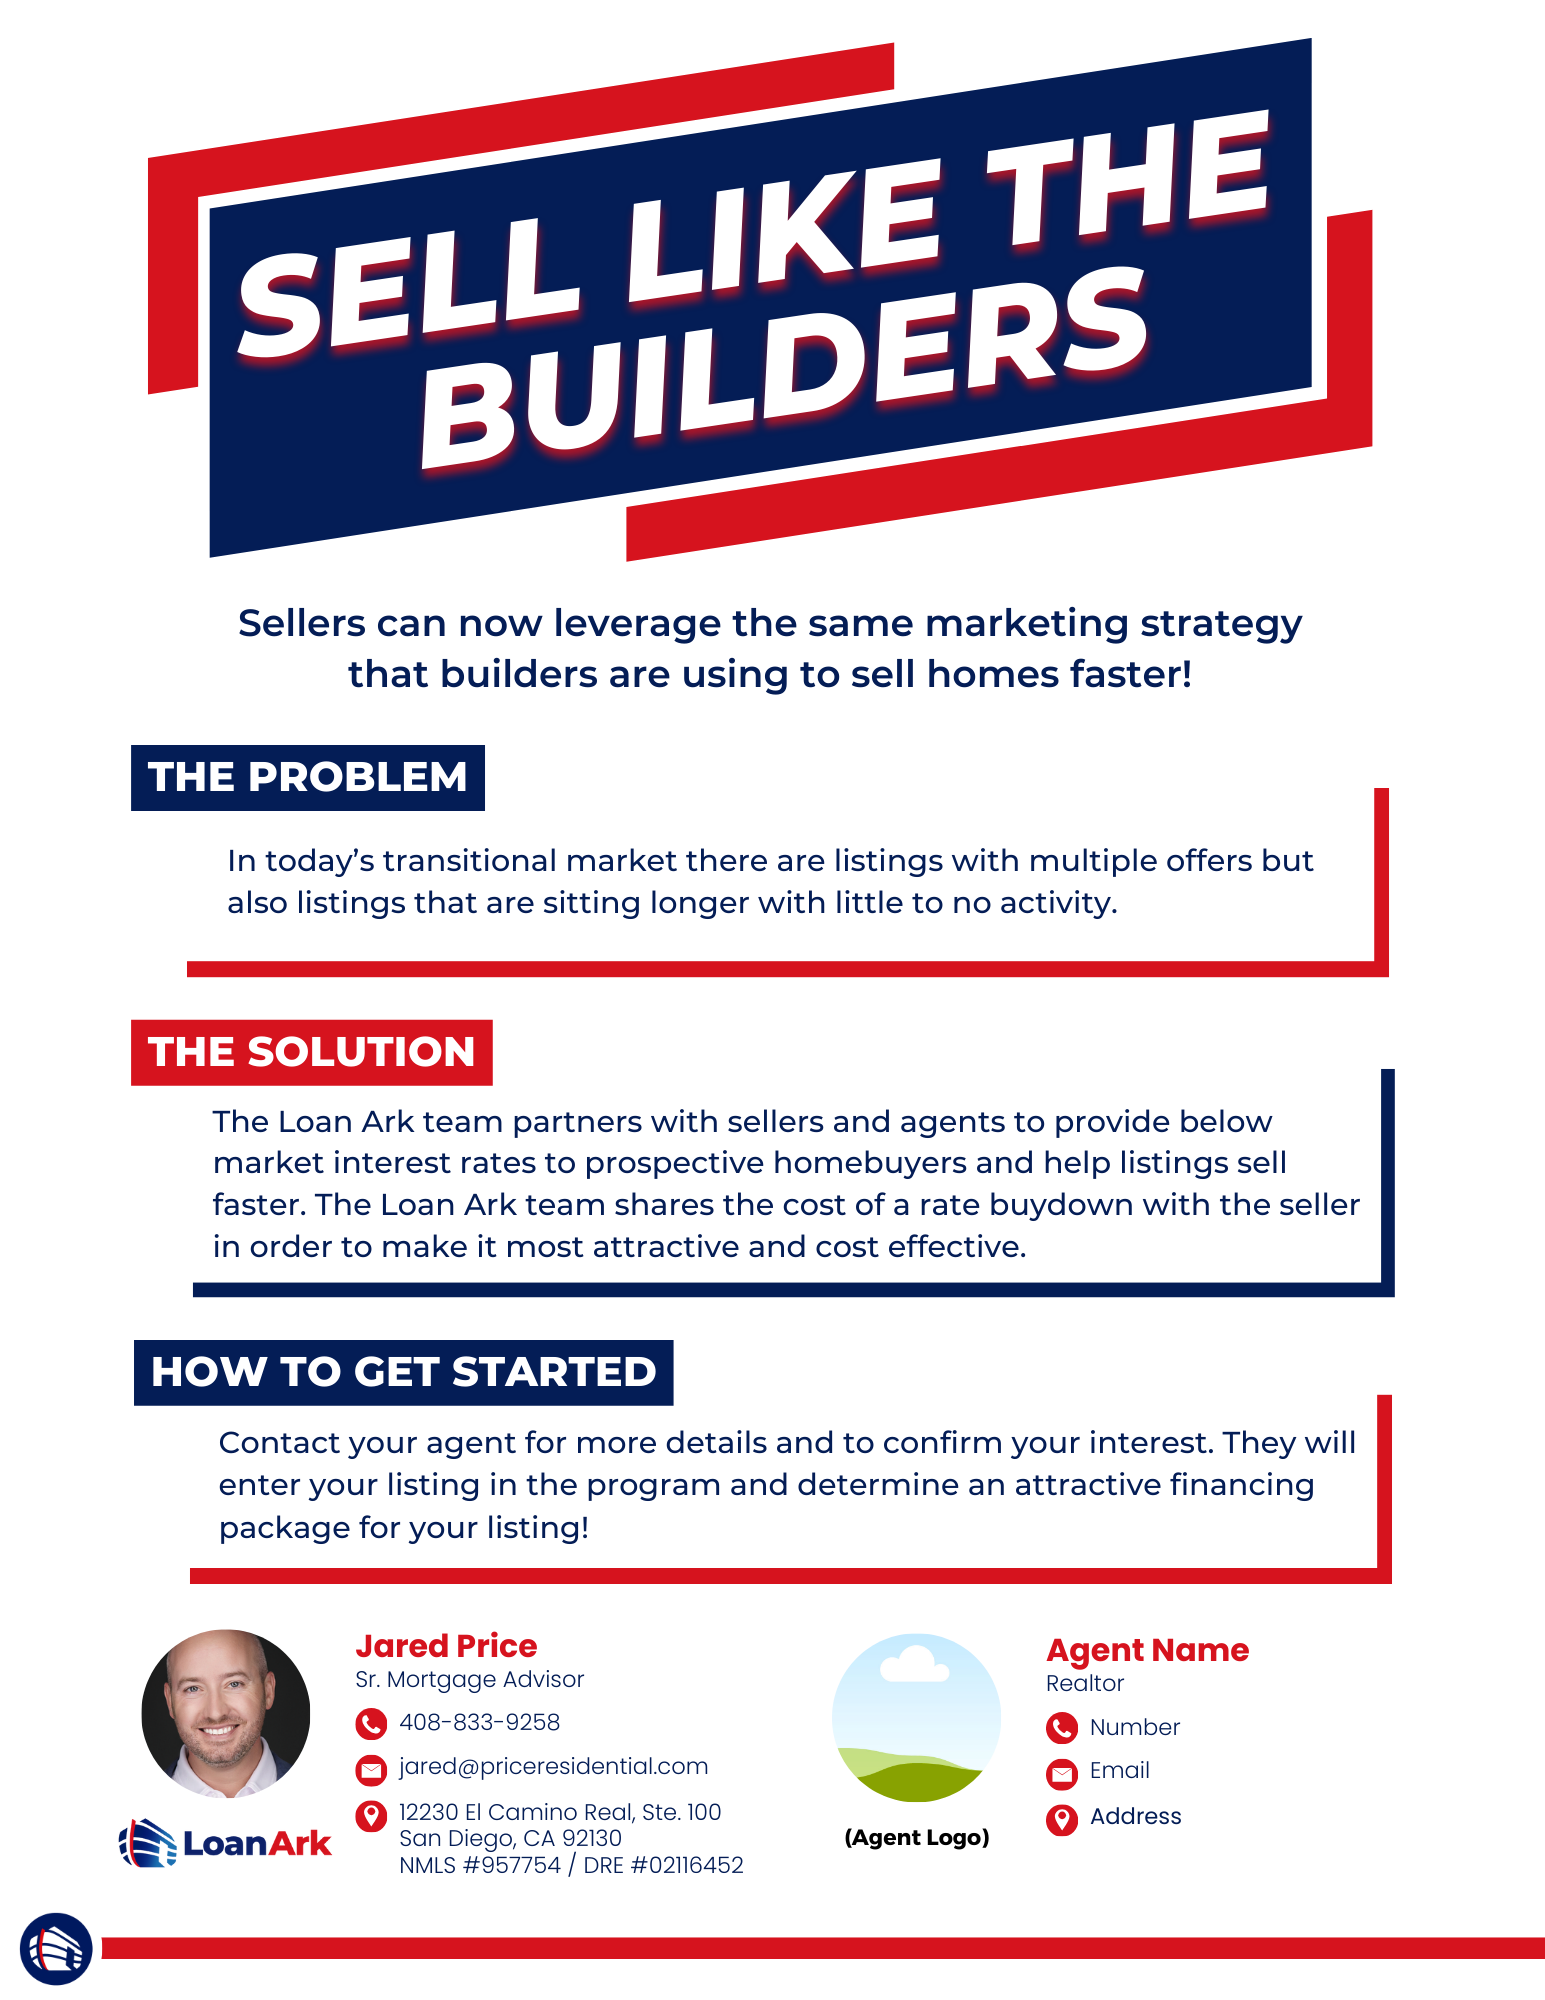 SELL LIKE THE
BUILDERS
Sellers can now leverage the same marketing strategy
that builders are using to sell homes faster!
THE PROBLEM
In today’s transitional market there are listings with multiple offers but
also listings that are sitting longer with little to no activity.
THE SOLUTION
The Loan Ark team partners with sellers and agents to provide below
market interest rates to prospective homebuyers and help listings sell
faster. The Loan Ark team shares the cost of a rate buydown with the seller
in order to make it most attractive and cost effective.
HOW TO GET STARTED
Contact your agent for more details and to confirm your interest. They will
enter your listing in the program and determine an attractive financing
package for your listing!
Jared Price
Sr. Mortgage Advisor
408-833-9258
jared@priceresidential.com
12230 El Camino Real, Ste. 100
San Diego, CA 92130
NMLS #957754 / DRE #02116452
LoanArk
Agent Name
Realtor
Number
Email
Address
(Agent Logo)